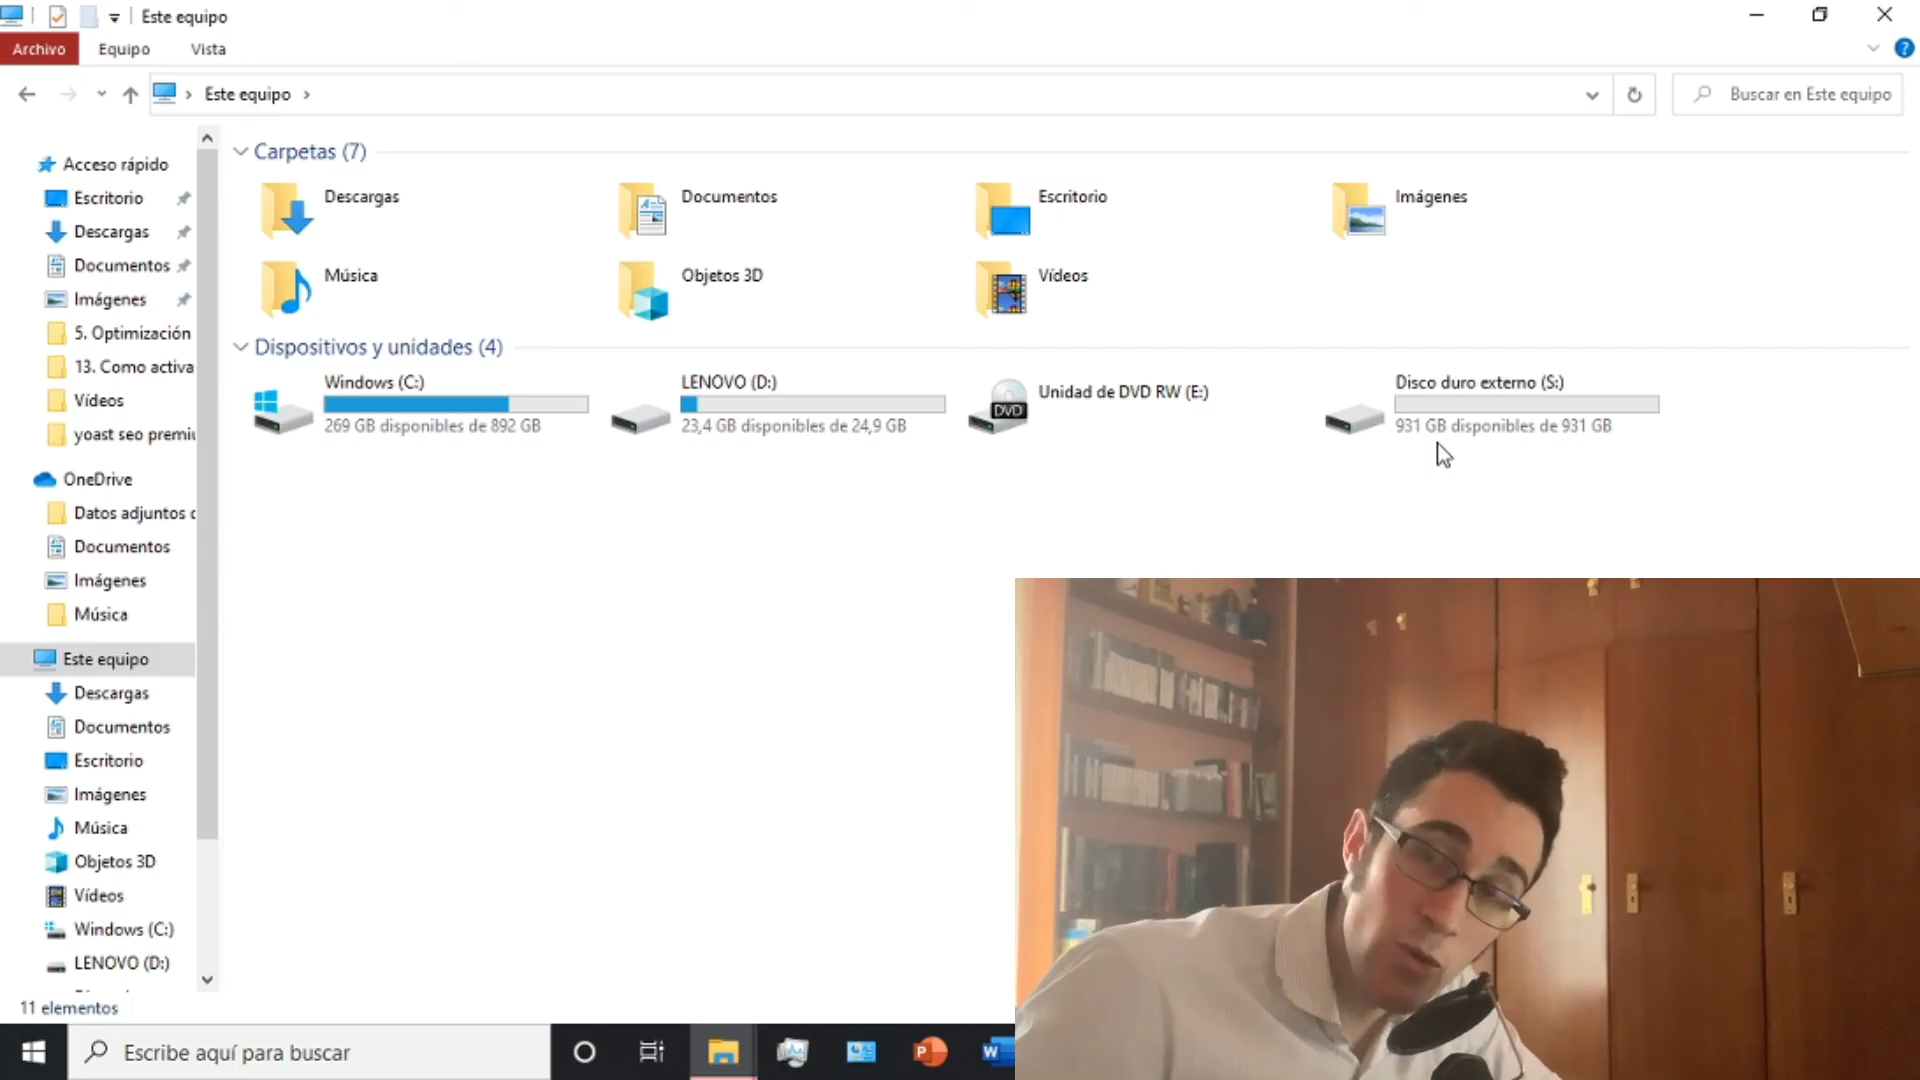 Este equipo
Archivo
Equipo
Vista
Este equipo
Buscar en Este equipo
Acceso rápido
Escritorio
Descargas
Documentos
Imágenes
5. Optimización
13. Como activa
Vídeos
yoast seo premiu
OneDrive
Datos adjuntos
Documentos
Imágenes
Música
Este equipo
Descargas
Documentos
Escritorio
Imágenes
Música
Objetos 3D
Vídeos
Windows (C:)
LENOVO (D:)
Carpetas (7)
Descargas
Documentos
Escritorio
Imágenes
Música
Objetos 3D
Vídeos
Dispositivos y unidades (4)
Windows (C:)
269 GB disponibles de 892 GB
LENOVO (D:)
23,4 GB disponibles de 24,9 GB
DVD
Unidad de DVD RW (E:)
Disco duro externo (S:)
931 GB disponibles de 931 GB
11 elementos
Escribe aquí para buscar